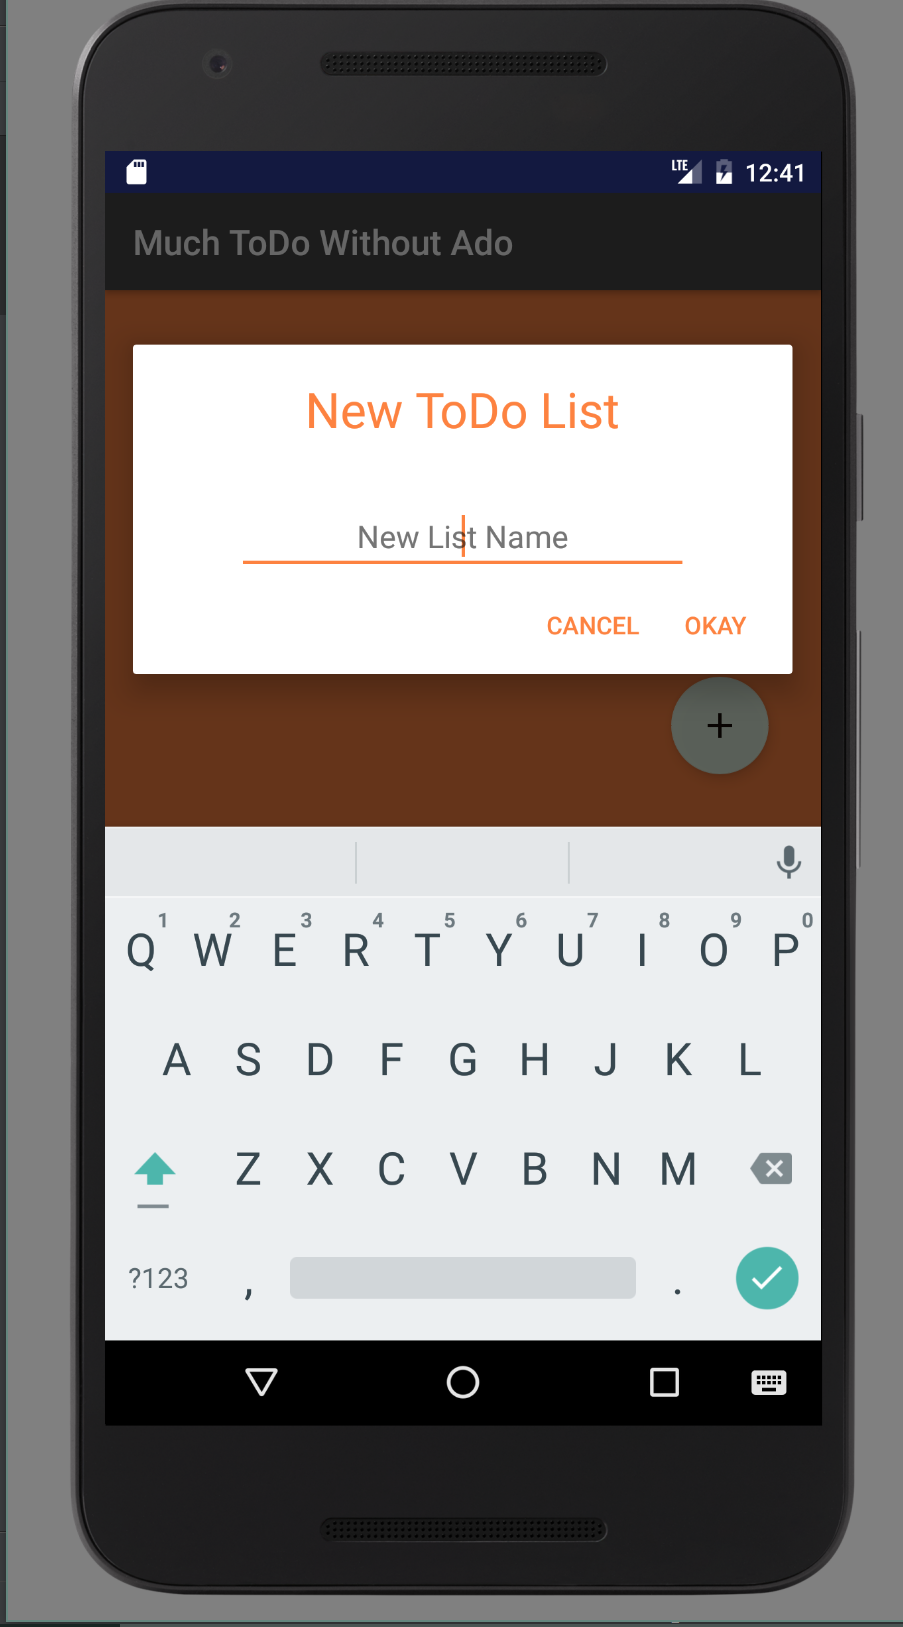 LTE 12:41
Much ToDo Without Ado
New ToDo List
New List Name
CANCEL OKAY
+
1 2 3 4 5 6 7 8 9 0
Q W E R T Y U I O P
A S D F G H J K L
Z X C V B N M
?123 , .